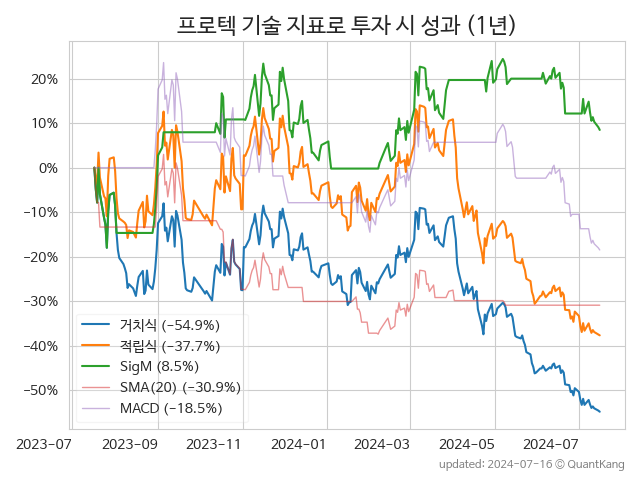 프로텍 기술 지표로 투자 시 성과 (1년)
20%
10%
0%
−10%
−20%
−30%
−40%
−50%
거치식 (−54.9%)
적립식 (−37.7%)
SigM (8.5%)
SMA(20) (−30.9%)
MACD (−18.5%)
2023-07 2023-09 2023-11 2024-01 2024-03 2024-05 2024-07
updated: 2024-07-16 © QuantKang